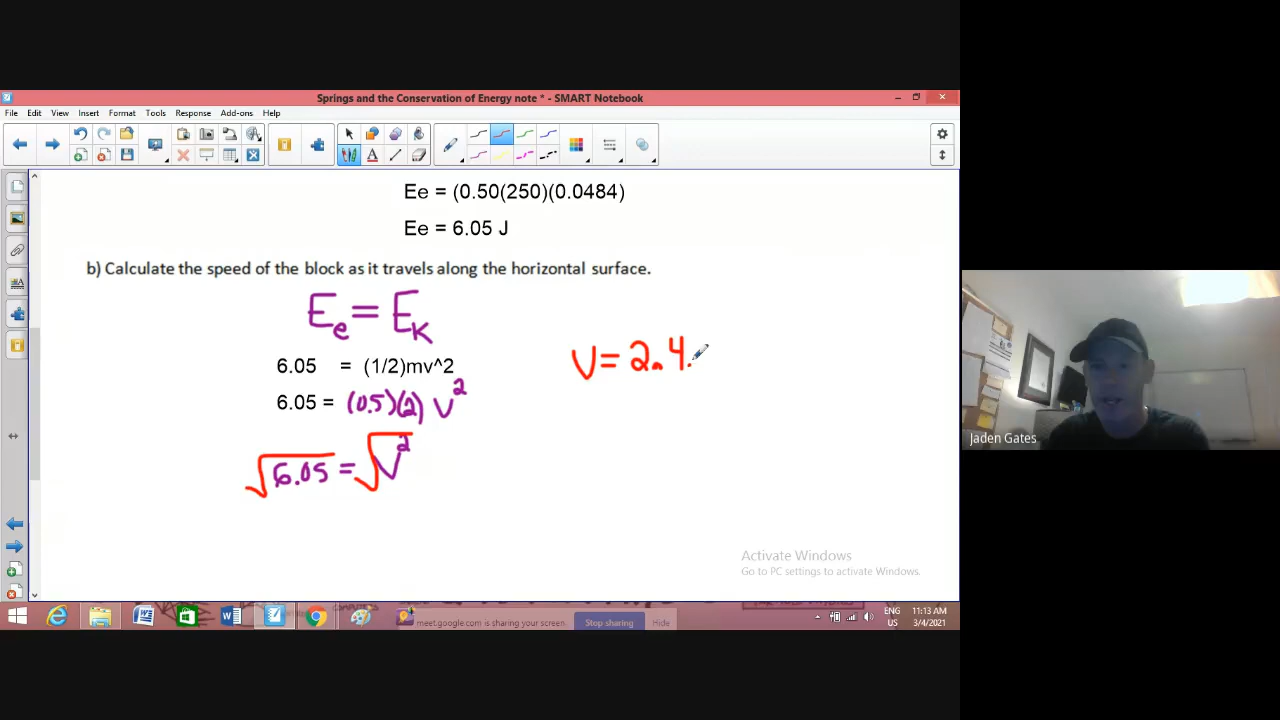 Springs and the Conservation of Energy note * - SMART Notebook
File Edit View Insert Format Tools Response Add-ons Help
Ee = (0.50(250)(0.0484)
Ee = 6.05 J
b) Calculate the speed of the block as it travels along the horizontal surface.
Ee = EK
6.05 = (1/2)mv^2
6.05 = (0.5)(2) v²
√6.05 = √v²
v = 2.4
Jaden Gates
Activate Windows
Go to PC settings to activate Windows.
meet.google.com is sharing your screen.
Stop sharing
Hide
ENG
US
11:13 AM
3/4/2021